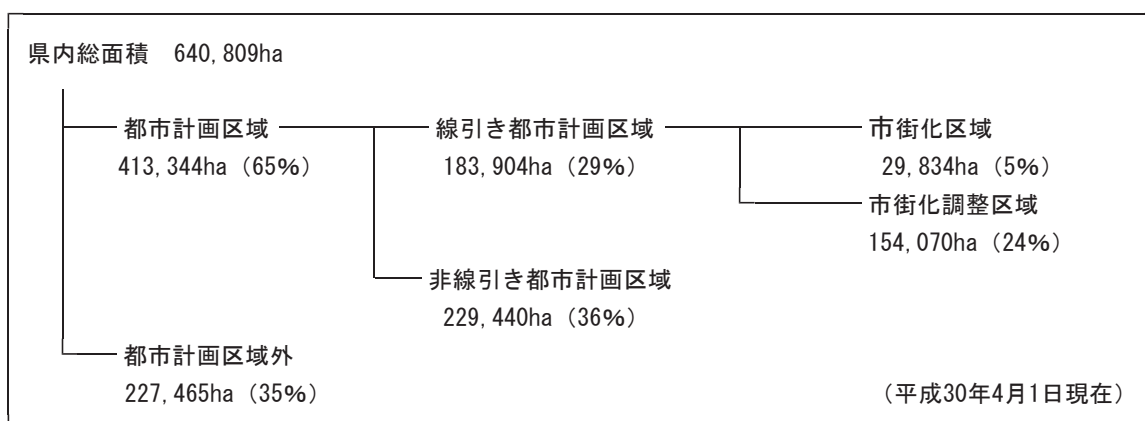 県内総面積 640,809ha
都市計画区域 線引き都市計画区域 市街化区域
413,344ha（65%） 183,904ha（29%） 29,834ha（5%）
市街化調整区域
154,070ha（24%）
非線引き都市計画区域
229,440ha（36%）
都市計画区域外
227,465ha（35%） （平成30年4月1日現在）